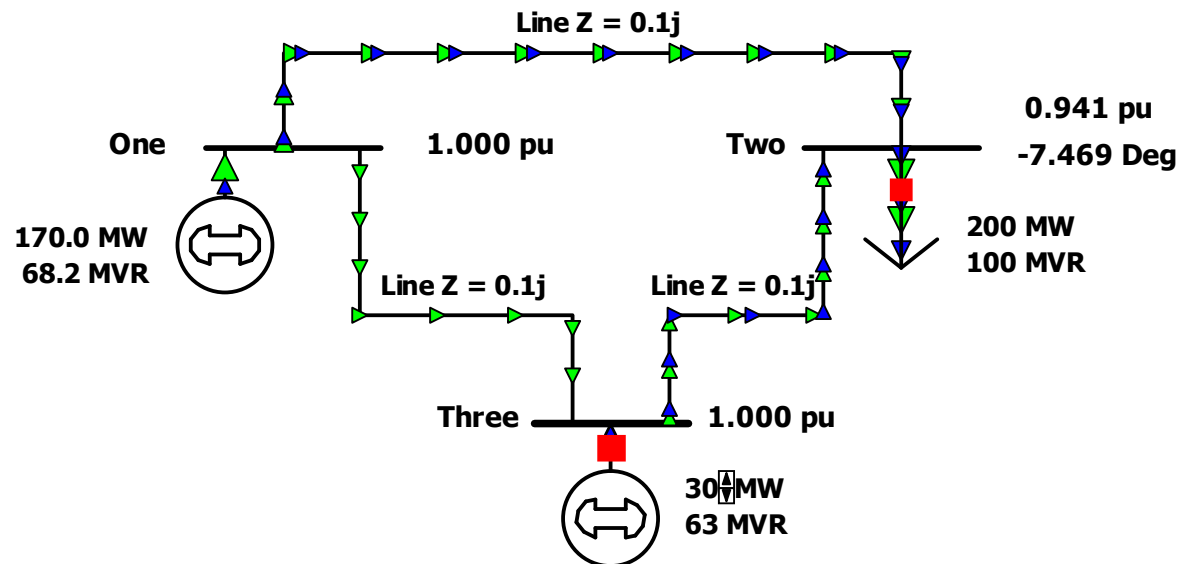 Line Z = 0.1j
0.941 pu
One
1.000 pu
Two
-7.469 Deg
170.0 MW
68.2 MVR
200 MW
100 MVR
Line Z = 0.1j
Line Z = 0.1j
Three
1.000 pu
30 MW
63 MVR